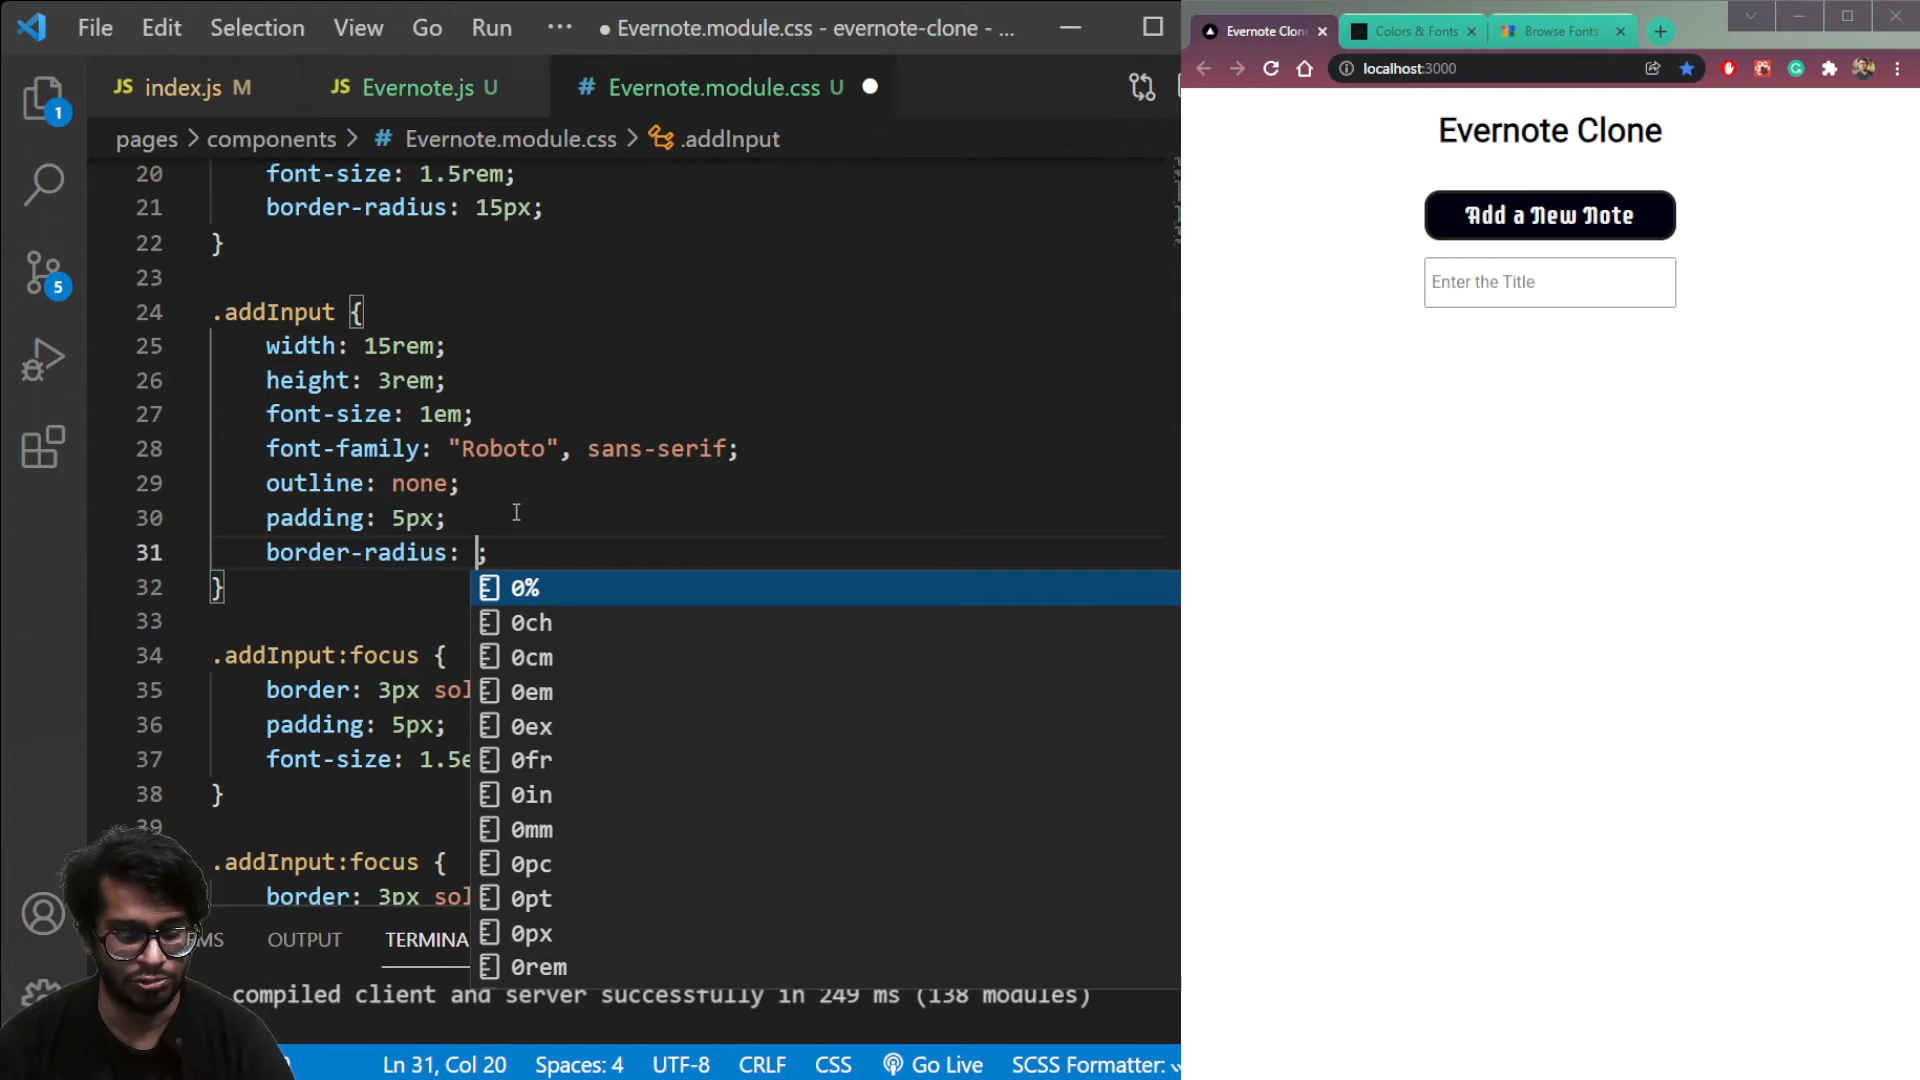 File Edit Selection View Go Run ··· ● Evernote.module.css - evernote-clone - ...
JS index.js M JS Evernote.js U # Evernote.module.css U ●
pages > components > # Evernote.module.css > .addInput
20 font-size: 1.5rem;
21 border-radius: 15px;
22 }
23
24 .addInput {
25 width: 15rem;
26 height: 3rem;
27 font-size: 1em;
28 font-family: "Roboto", sans-serif;
29 outline: none;
30 padding: 5px;
31 border-radius: ;
32 }
33
34 .addInput:focus {
35 border: 3px sol
36 padding: 5px;
37 font-size: 1.5e
38 }
39
.addInput:focus {
border: 3px sol
0%
0ch
0cm
0em
0ex
0fr
0in
0mm
0pc
0pt
0px
0rem
1
5
MS OUTPUT TERMINA
compiled client and server successfully in 249 ms (138 modules)
Ln 31, Col 20 Spaces: 4 UTF-8 CRLF CSS Go Live SCSS Formatter:
Evernote Clon Colors & Fonts Browse Fonts
localhost:3000
Evernote Clone
Add a New Note
Enter the Title